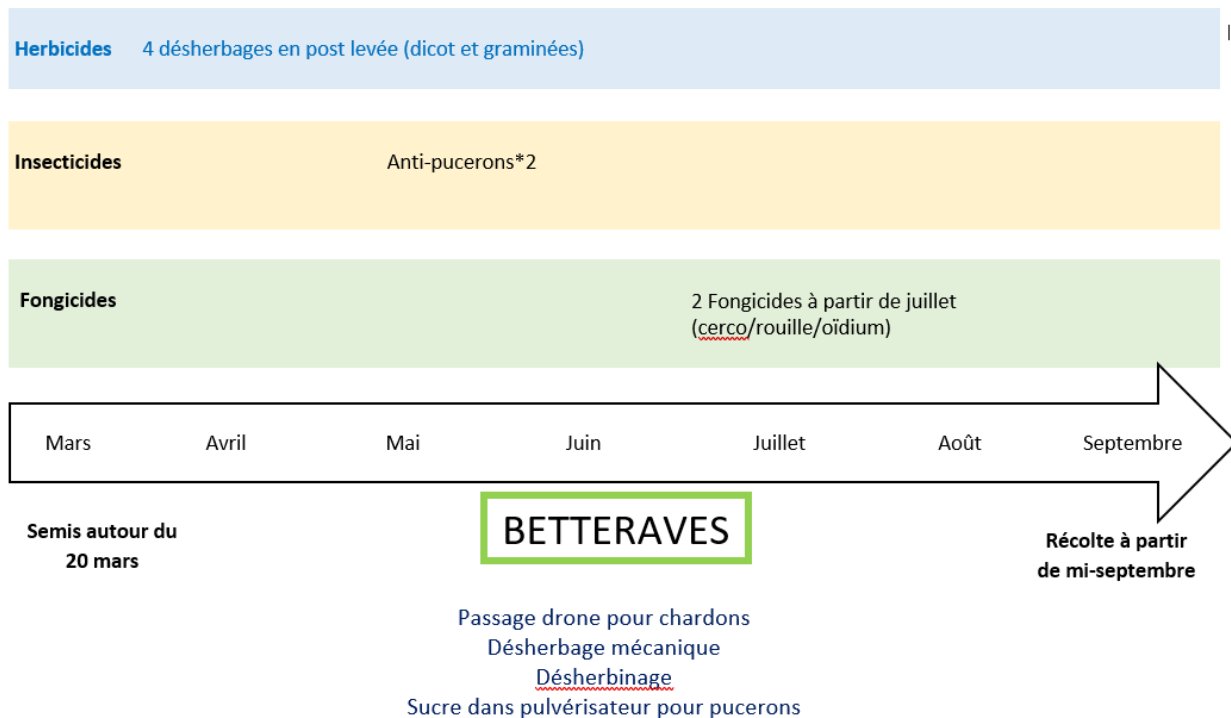 Herbicides 4 désherbages en post levée (dicot et graminées)
Insecticides Anti-pucerons*2
Fongicides 2 Fongicides à partir de juillet
(cerco/rouille/oïdium)
Mars Avril Mai Juin Juillet Août Septembre
Semis autour du
20 mars
BETTERAVES
Récolte à partir
de mi-septembre
Passage drone pour chardons
Désherbage mécanique
Désherbinage
Sucre dans pulvérisateur pour pucerons